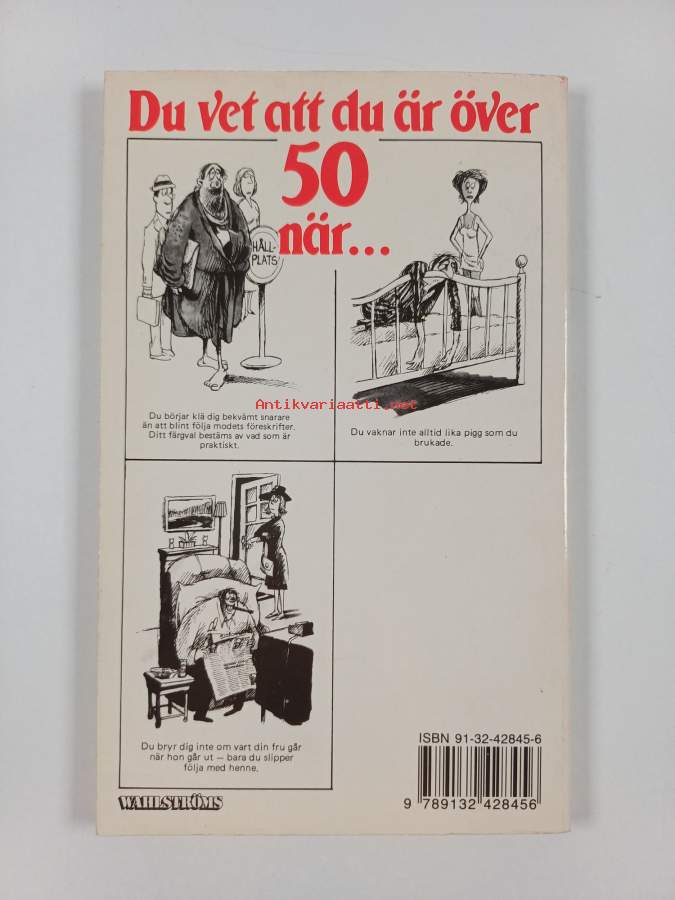 Du vet att du är över
50
när...
HÅLL-
PLATS
Antikvariaatti.net
Du börjar klä dig bekvämt snarare
än att blint följa modets föreskrifter.
Ditt färgval bestäms av vad som är
praktiskt.
Du vaknar inte alltid lika pigg som du
brukade.
Du bryr dig inte om vart din fru går
när hon går ut — bara du slipper
följa med henne.
WAHLSTRÖMS
ISBN 91-32-42845-6
9 789132 428456